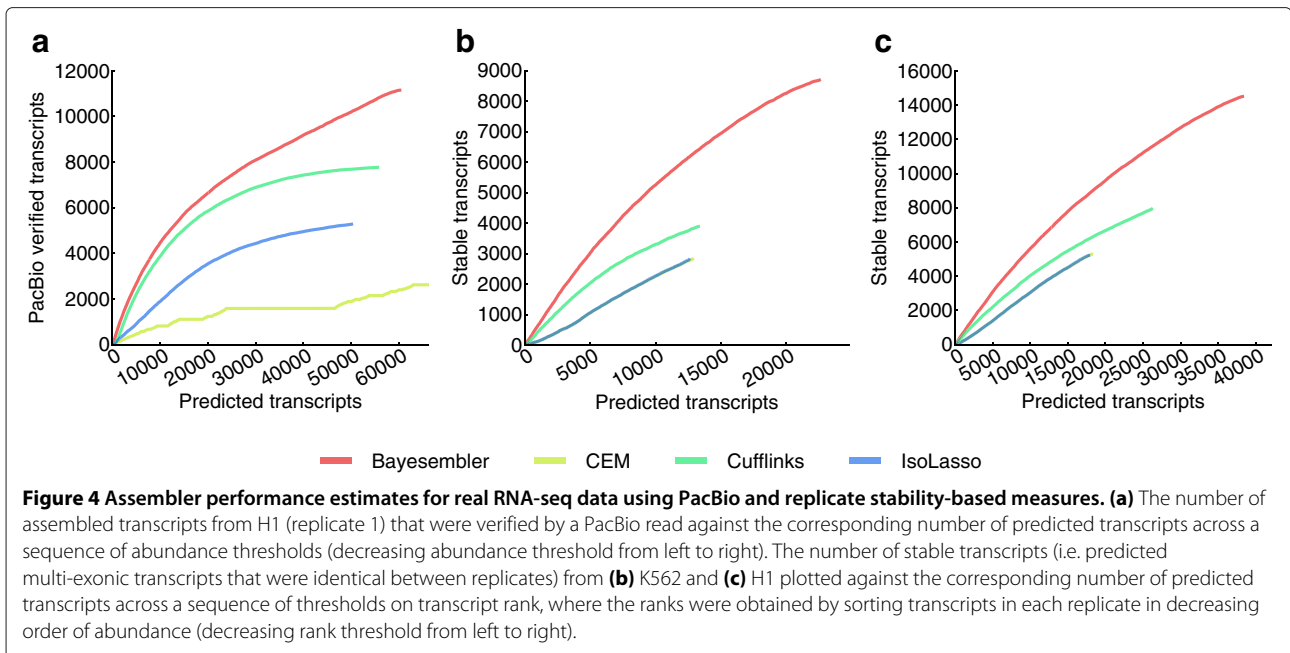 a
12000
10000
8000
6000
4000
2000
0
PacBio verified transcripts
0 10000 20000 30000 40000 50000 60000
Predicted transcripts
b
9000
8000
7000
6000
5000
4000
3000
2000
1000
0
Stable transcripts
0 5000 10000 15000 20000
Predicted transcripts
c
16000
14000
12000
10000
8000
6000
4000
2000
0
Stable transcripts
0 5000 10000 15000 20000 25000 30000 35000 40000
Predicted transcripts
Bayesembler CEM Cufflinks IsoLasso
Figure 4 Assembler performance estimates for real RNA-seq data using PacBio and replicate stability-based measures. (a) The number of
assembled transcripts from H1 (replicate 1) that were verified by a PacBio read against the corresponding number of predicted transcripts across a
sequence of abundance thresholds (decreasing abundance threshold from left to right). The number of stable transcripts (i.e. predicted
multi-exonic transcripts that were identical between replicates) from (b) K562 and (c) H1 plotted against the corresponding number of predicted
transcripts across a sequence of thresholds on transcript rank, where the ranks were obtained by sorting transcripts in each replicate in decreasing
order of abundance (decreasing rank threshold from left to right).